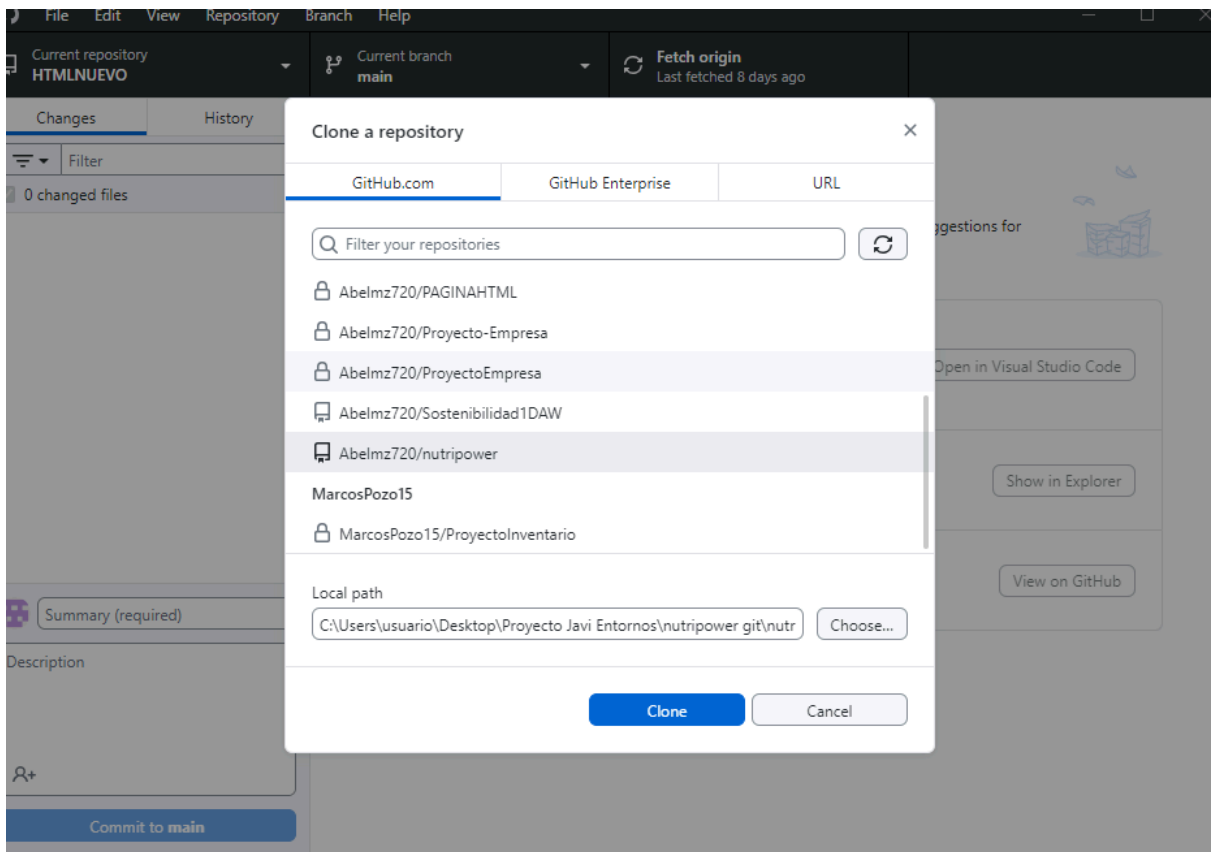 File Edit View Repository Branch Help
Current repository
HTMLNUEVO
Current branch
main
Fetch origin
Last fetched 8 days ago
Changes History
Filter
0 changed files
Clone a repository
GitHub.com GitHub Enterprise URL
Filter your repositories
Abelmz720/PAGINAHTML
Abelmz720/Proyecto-Empresa
Abelmz720/ProyectoEmpresa
Abelmz720/Sostenibilidad1DAW
Abelmz720/nutripower
MarcosPozo15
MarcosPozo15/ProyectoInventario
Local path
C:\Users\usuario\Desktop\Proyecto Javi Entornos\nutripower git\nutr
Choose...
Clone Cancel
ggestions for
Open in Visual Studio Code
Show in Explorer
View on GitHub
Summary (required)
Description
Commit to main